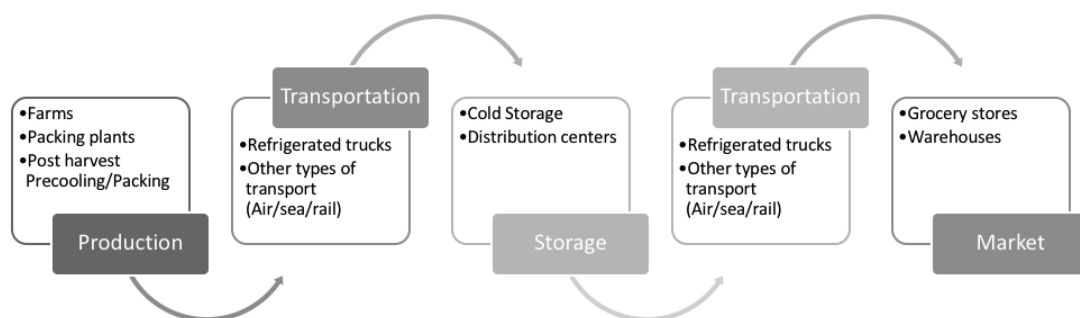 •Farms
•Packing plants
•Post harvest
Precooling/Packing
Production
Transportation
•Refrigerated trucks
•Other types of
transport
(Air/sea/rail)
•Cold Storage
•Distribution centers
Storage
Transportation
•Refrigerated trucks
•Other types of
transport
(Air/sea/rail)
•Grocery stores
•Warehouses
Market